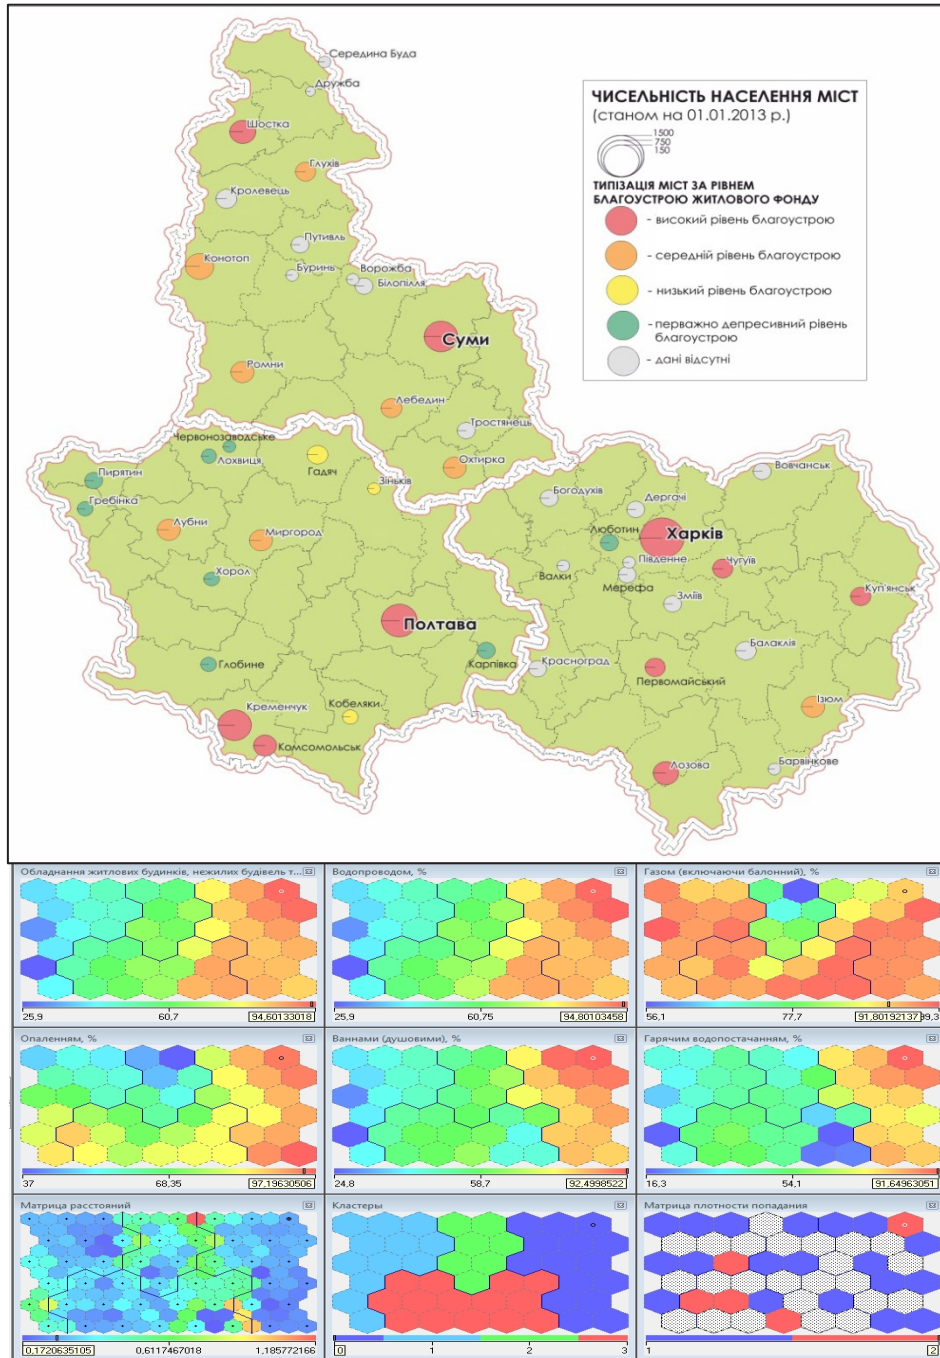 Середина Буда
Дружба
Шостка
Глухів
Кролевець
Путивль
Конотоп
Буринь
Ворожба
Білопілля
Суми
Ромни
Лебедин
Тростянець
Охтирка
ЧИСЕЛЬНІСТЬ НАСЕЛЕННЯ МІСТ
(станом на 01.01.2013 р.)
1500
750
150
ТИПІЗАЦІЯ МІСТ ЗА РІВНЕМ
БЛАГОУСТРОЮ ЖИТЛОВОГО ФОНДУ
- високий рівень благоустрою
- середній рівень благоустрою
- низький рівень благоустрою
- перважно депресивний рівень
благоустрою
- дані відсутні
Червонозаводське
Лохвиця
Гадяч
Пирятин
Зіньків
Гребінка
Лубни
Миргород
Хорол
Полтава
Глобине
Карпівка
Кременчук
Кобеляки
Комсомольськ
Вовчанськ
Богодухів
Дергачі
Харків
Люботин
Південне
Чугуїв
Валки
Мерефа
Куп'янськ
Зміїв
Балаклія
Красноград
Первомайський
Ізюм
Лозова
Барвінкове
Обладнання житлових будинків, нежилих будівель т...
25,9
60,7
94,60133018
Водопроводом, %
25,9
60,75
94,80103458
Газом (включаючи балонний), %
56,1
77,7
91,80192137
99,3
Опаленням, %
37
68,35
97,19630506
Ваннами (душовими), %
24,8
58,7
92,4998522
Гарячим водопостачанням, %
16,3
54,1
91,64963051
Матрица расстояний
0,1720635105
0,6117467018
1,185772166
Кластеры
0
1
2
3
Матрица плотности попадания
1
2